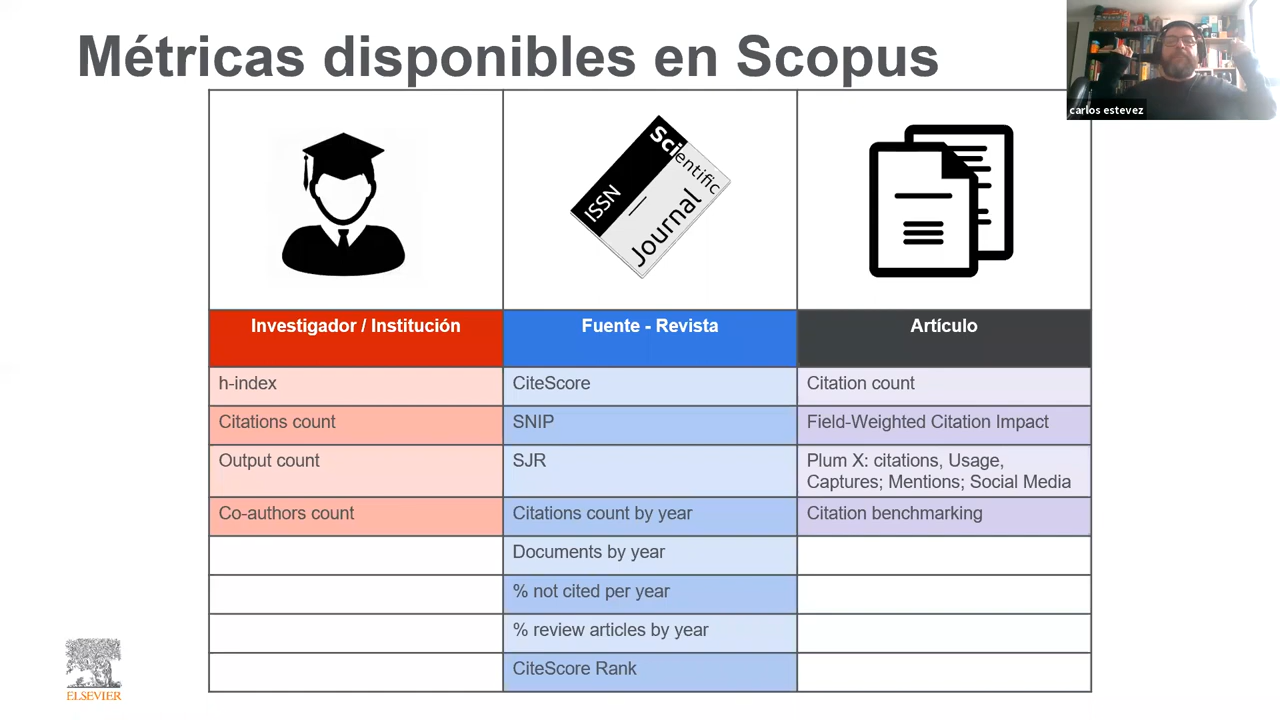 Métricas disponibles en Scopus
carlos estevez
Scientific
ISSN
Journal
Investigador / Institución
Fuente - Revista
Artículo
h-index
CiteScore
Citation count
Citations count
SNIP
Field-Weighted Citation Impact
Output count
SJR
Plum X: citations, Usage,
Captures; Mentions; Social Media
Co-authors count
Citations count by year
Citation benchmarking
Documents by year
% not cited per year
% review articles by year
CiteScore Rank
ELSEVIER